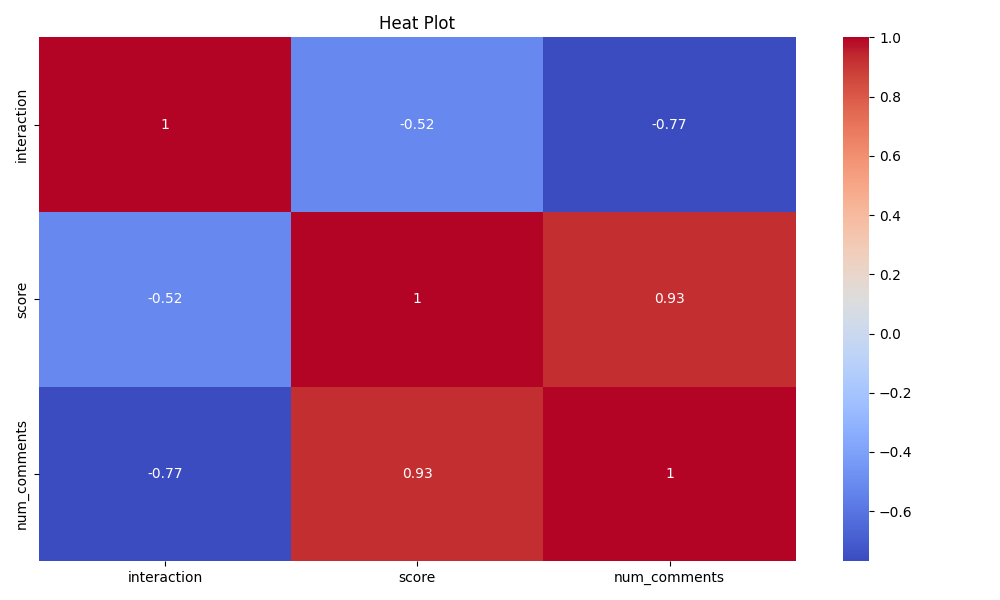 Heat Plot
interaction
1
-0.52
-0.77
score
-0.52
1
0.93
num_comments
-0.77
0.93
1
interaction
score
num_comments
1.0
0.8
0.6
0.4
0.2
0.0
−0.2
−0.4
−0.6